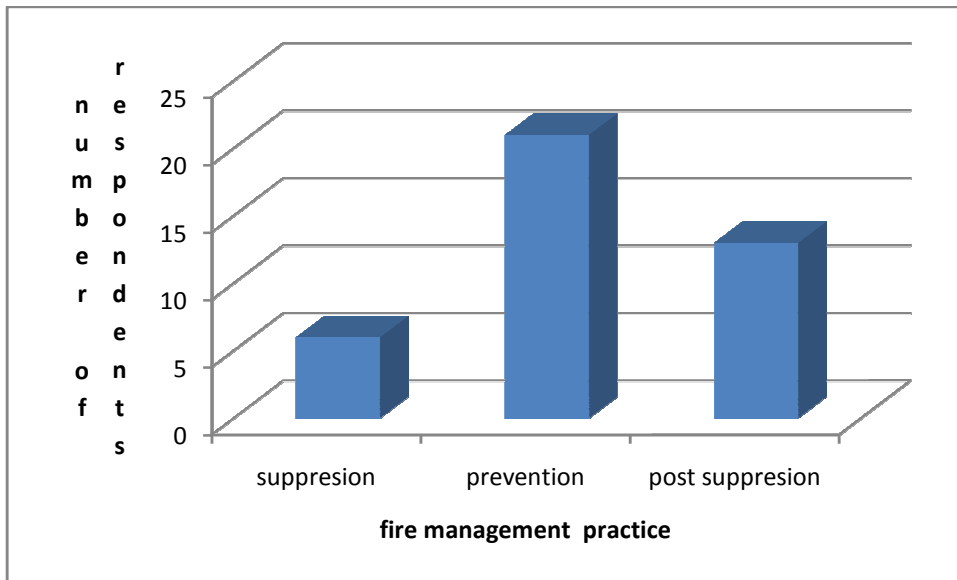 number of
respondents
25
20
15
10
5
0
suppresion prevention post suppresion
fire management practice